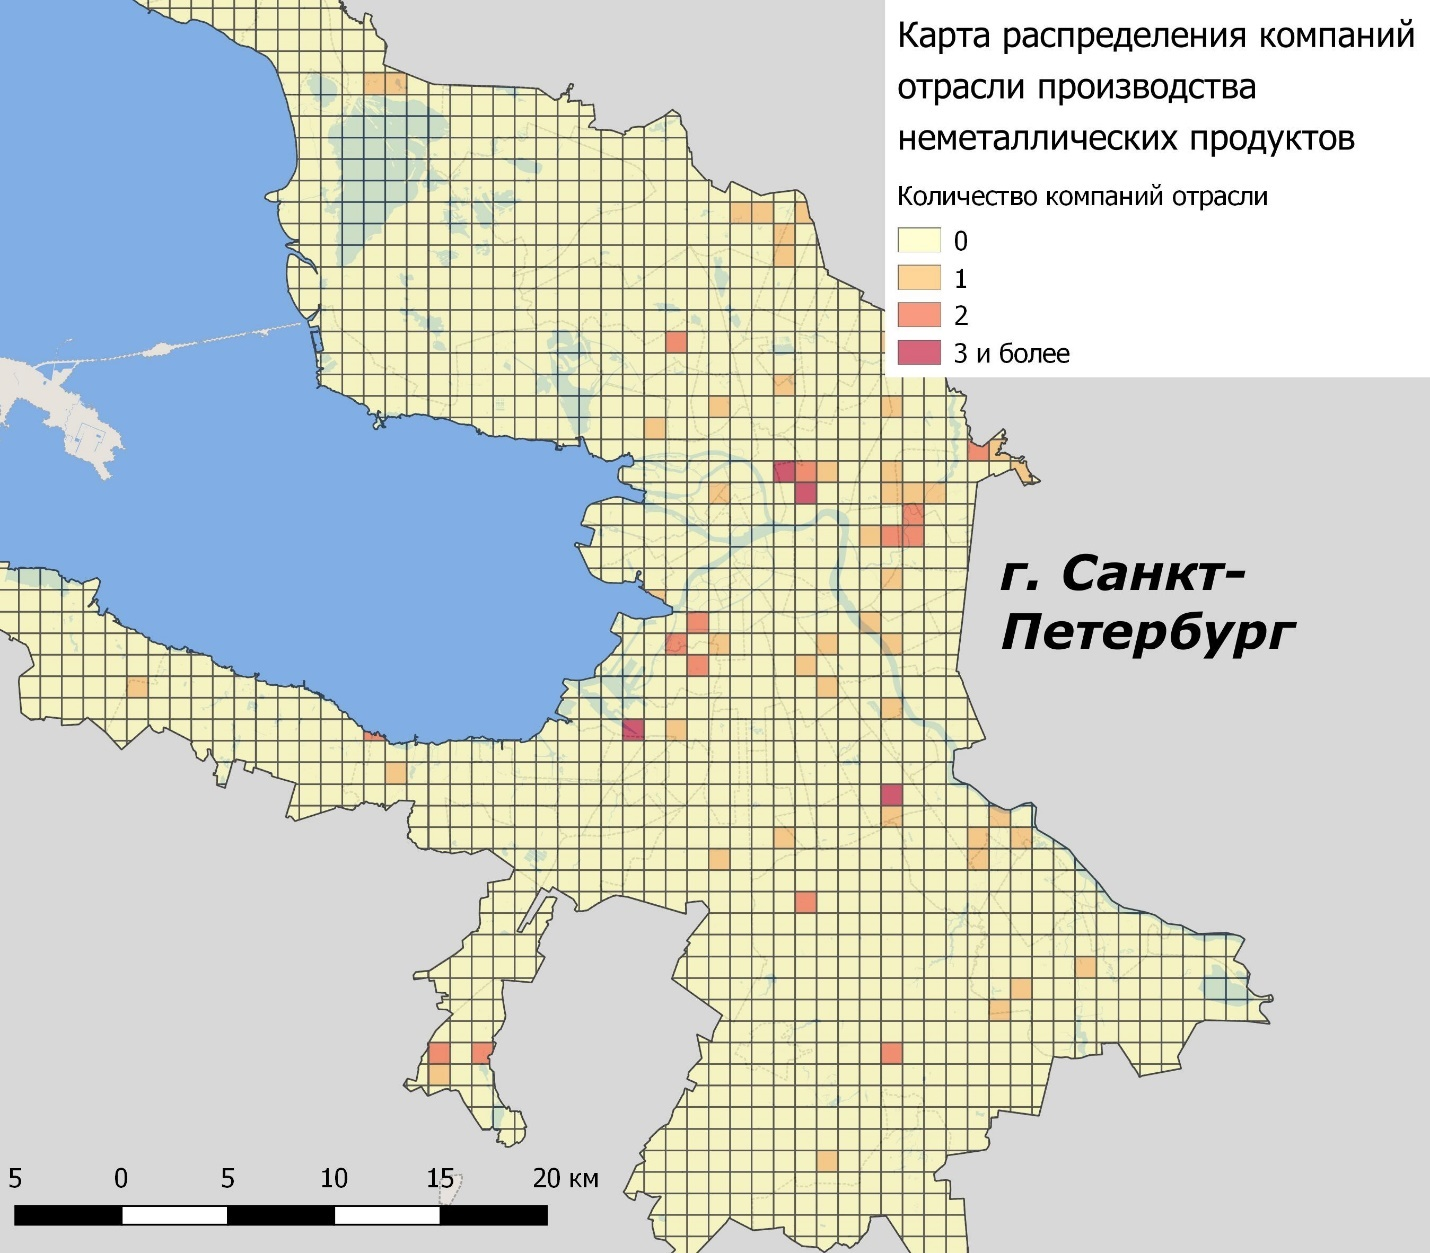 Карта распределения компаний
отрасли производства
неметаллических продуктов
Количество компаний отрасли
0
1
2
3 и более
г. Санкт-
Петербург
5 0 5 10 15 20 км